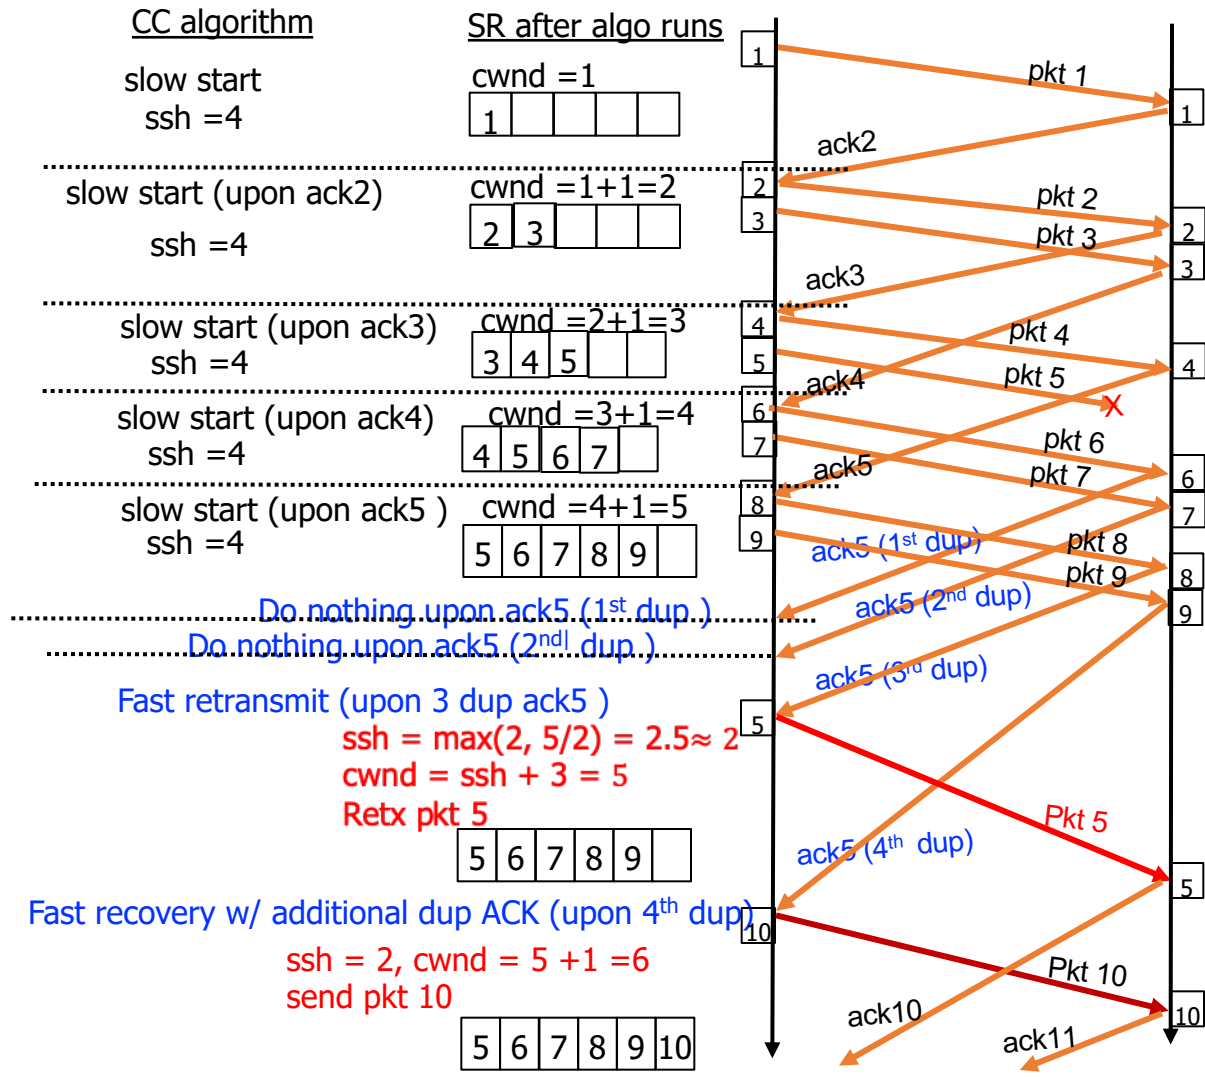 CC algorithm
SR after algo runs
slow start
ssh =4
cwnd =1
1
slow start (upon ack2)
ssh =4
cwnd =1+1=2
2 3
slow start (upon ack3)
ssh =4
cwnd =2+1=3
3 4 5
slow start (upon ack4)
ssh =4
cwnd =3+1=4
4 5 6 7
slow start (upon ack5 )
ssh =4
cwnd =4+1=5
5 6 7 8 9
Do nothing upon ack5 (1st dup )
Do nothing upon ack5 (2nd| dup )
Fast retransmit (upon 3 dup ack5 )
ssh = max(2, 5/2) = 2.5≈ 2
cwnd = ssh + 3 = 5
Retx pkt 5
5 6 7 8 9
Fast recovery w/ additional dup ACK (upon 4th dup)
ssh = 2, cwnd = 5 +1 =6
send pkt 10
5 6 7 8 9 10
1
pkt 1
1
ack2
2
pkt 2
2
3
pkt 3
3
ack3
4
pkt 4
4
5
pkt 5
X
ack4
6
pkt 6
6
7
pkt 7
7
ack5
8
pkt 8
8
9
pkt 9
9
ack5 (1st dup)
ack5 (2nd dup)
ack5 (3rd dup)
5
Pkt 5
5
ack5 (4th dup)
10
Pkt 10
10
ack10
ack11